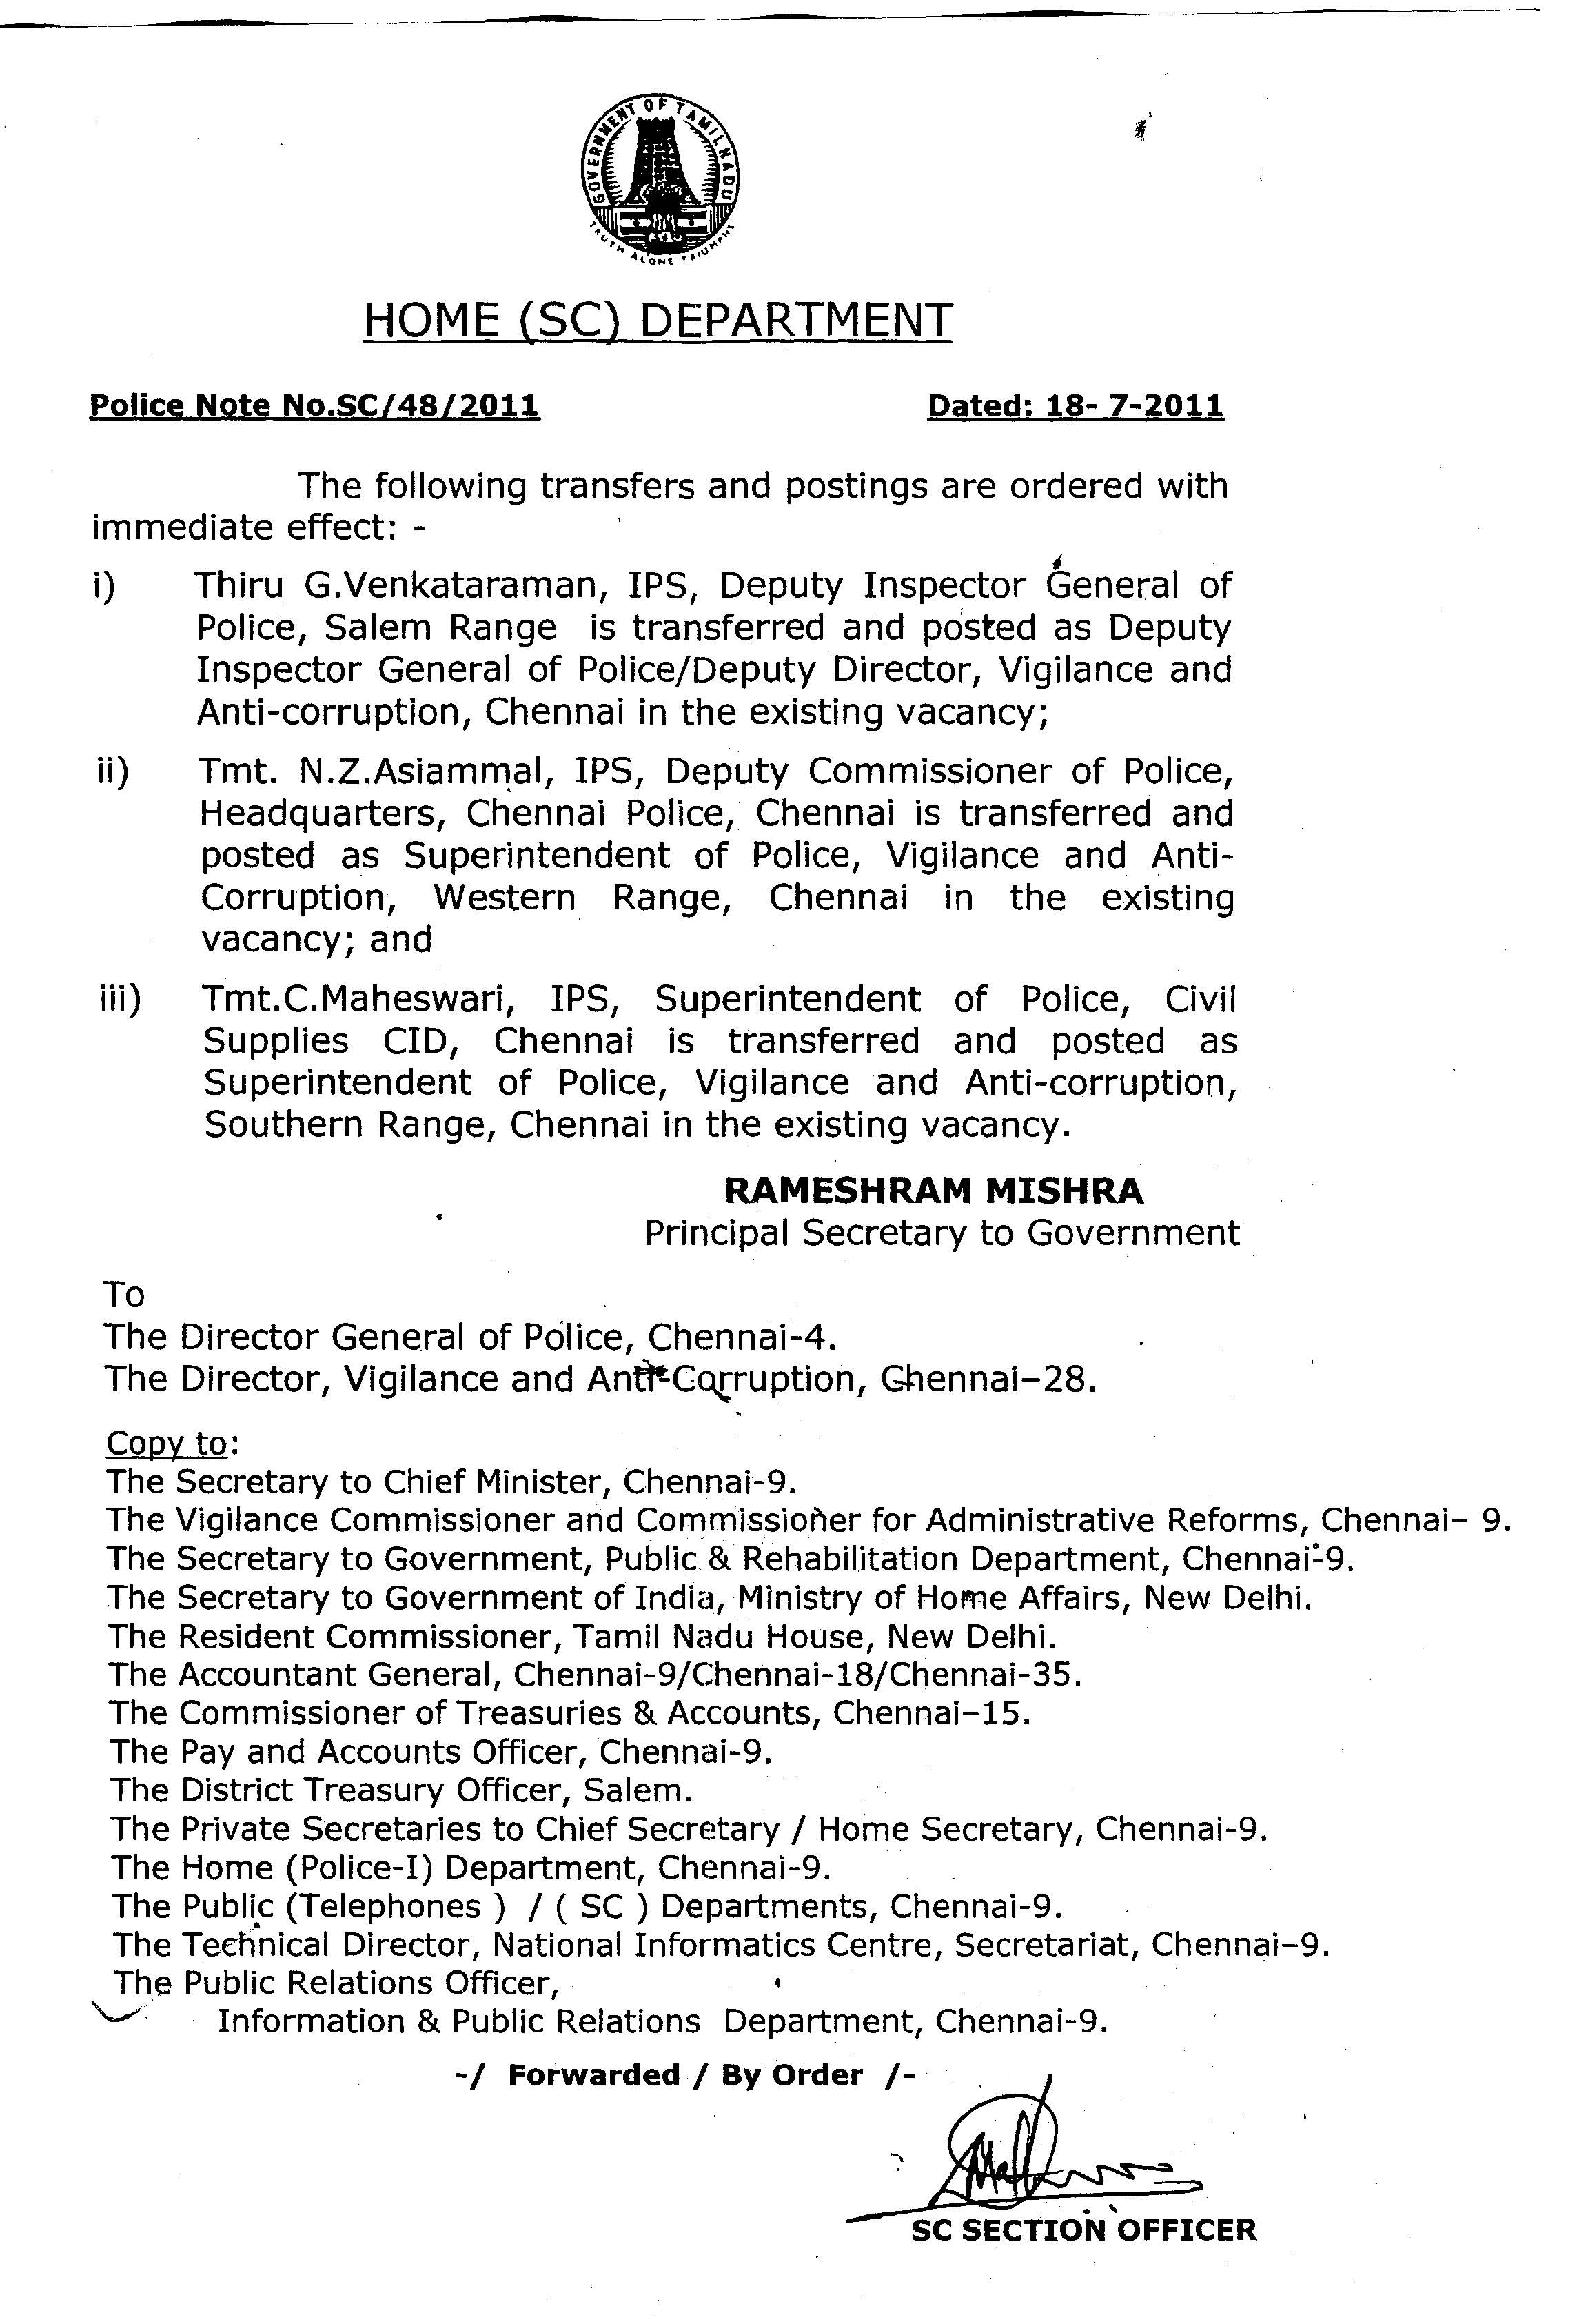 GOVERNMENT OF TAMILNADU
TRUTH ALONE TRIUMPHS
HOME (SC) DEPARTMENT
Police Note No.SC/48/2011 Dated: 18- 7-2011
The following transfers and postings are ordered with
immediate effect: -
i) Thiru G.Venkataraman, IPS, Deputy Inspector General of
Police, Salem Range is transferred and posted as Deputy
Inspector General of Police/Deputy Director, Vigilance and
Anti-corruption, Chennai in the existing vacancy;
ii) Tmt. N.Z.Asiammal, IPS, Deputy Commissioner of Police,
Headquarters, Chennai Police, Chennai is transferred and
posted as Superintendent of Police, Vigilance and Anti-
Corruption, Western Range, Chennai in the existing
vacancy; and
iii) Tmt.C.Maheswari, IPS, Superintendent of Police, Civil
Supplies CID, Chennai is transferred and posted as
Superintendent of Police, Vigilance and Anti-corruption,
Southern Range, Chennai in the existing vacancy.
RAMESHRAM MISHRA
Principal Secretary to Government
To
The Director General of Police, Chennai-4.
The Director, Vigilance and Anti-Corruption, Chennai-28.
Copy to:
The Secretary to Chief Minister, Chennai-9.
The Vigilance Commissioner and Commissioner for Administrative Reforms, Chennai- 9.
The Secretary to Government, Public & Rehabilitation Department, Chennai-9.
The Secretary to Government of India, Ministry of Home Affairs, New Delhi.
The Resident Commissioner, Tamil Nadu House, New Delhi.
The Accountant General, Chennai-9/Chennai-18/Chennai-35.
The Commissioner of Treasuries & Accounts, Chennai-15.
The Pay and Accounts Officer, Chennai-9.
The District Treasury Officer, Salem.
The Private Secretaries to Chief Secretary / Home Secretary, Chennai-9.
The Home (Police-I) Department, Chennai-9.
The Public (Telephones ) / ( SC ) Departments, Chennai-9.
The Technical Director, National Informatics Centre, Secretariat, Chennai-9.
The Public Relations Officer,
Information & Public Relations Department, Chennai-9.
-/ Forwarded / By Order /-
SC SECTION OFFICER